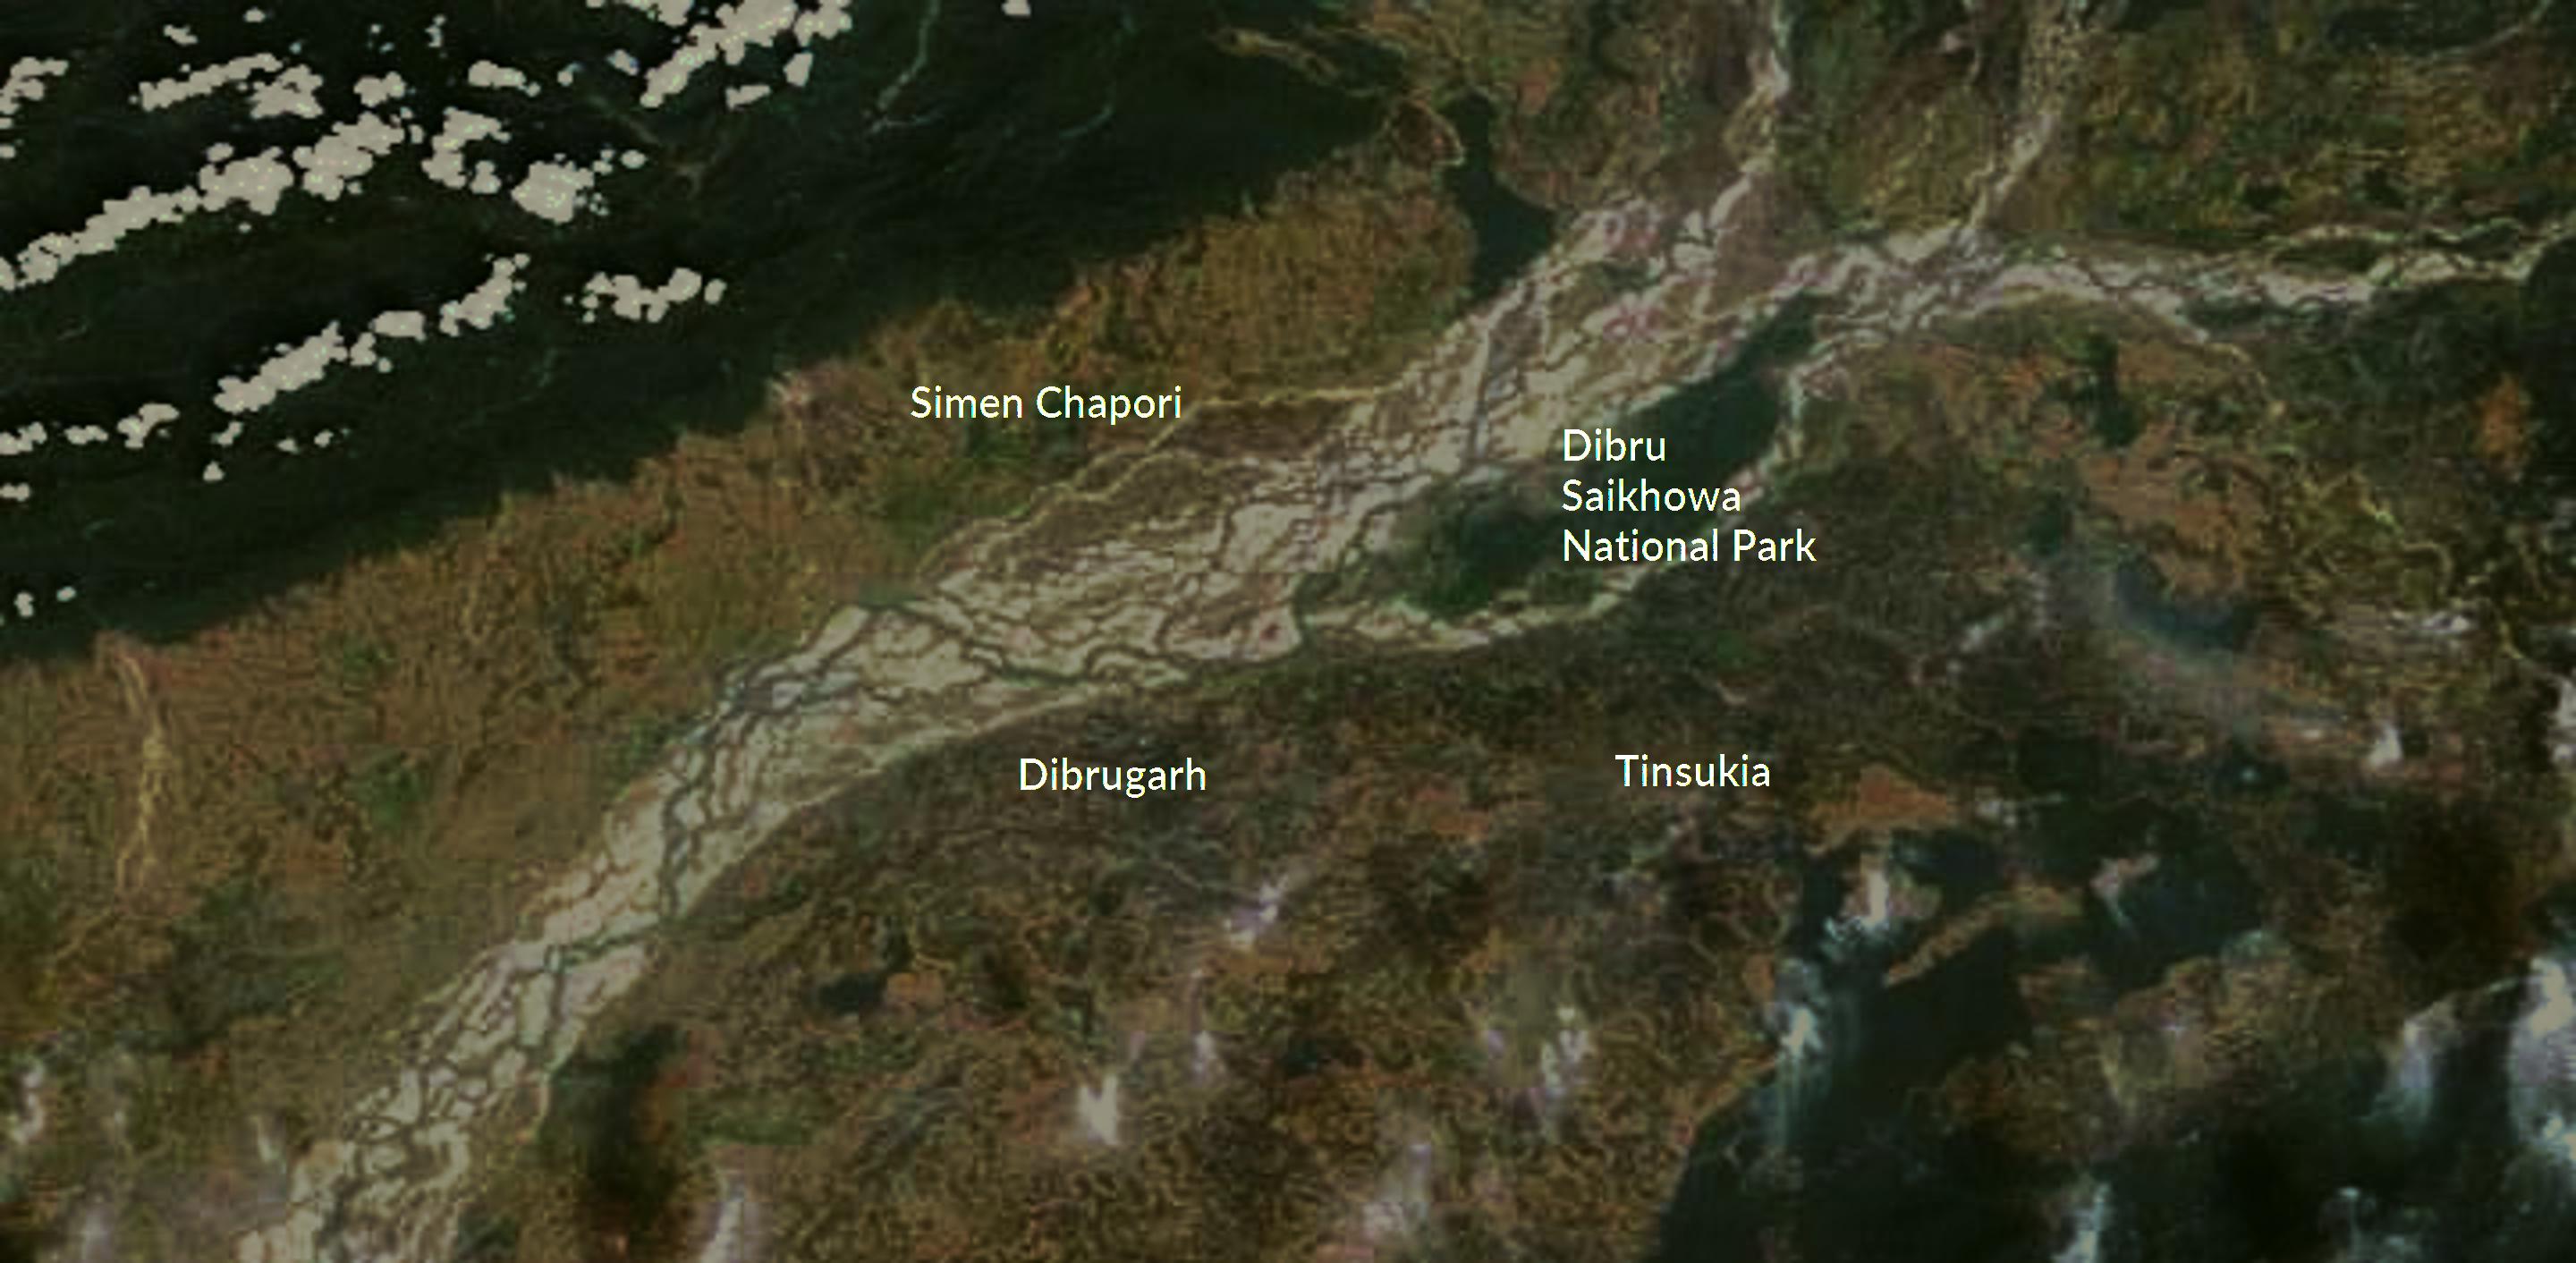 Simen Chapori
Dibru
Saikhowa
National Park
Dibrugarh
Tinsukia